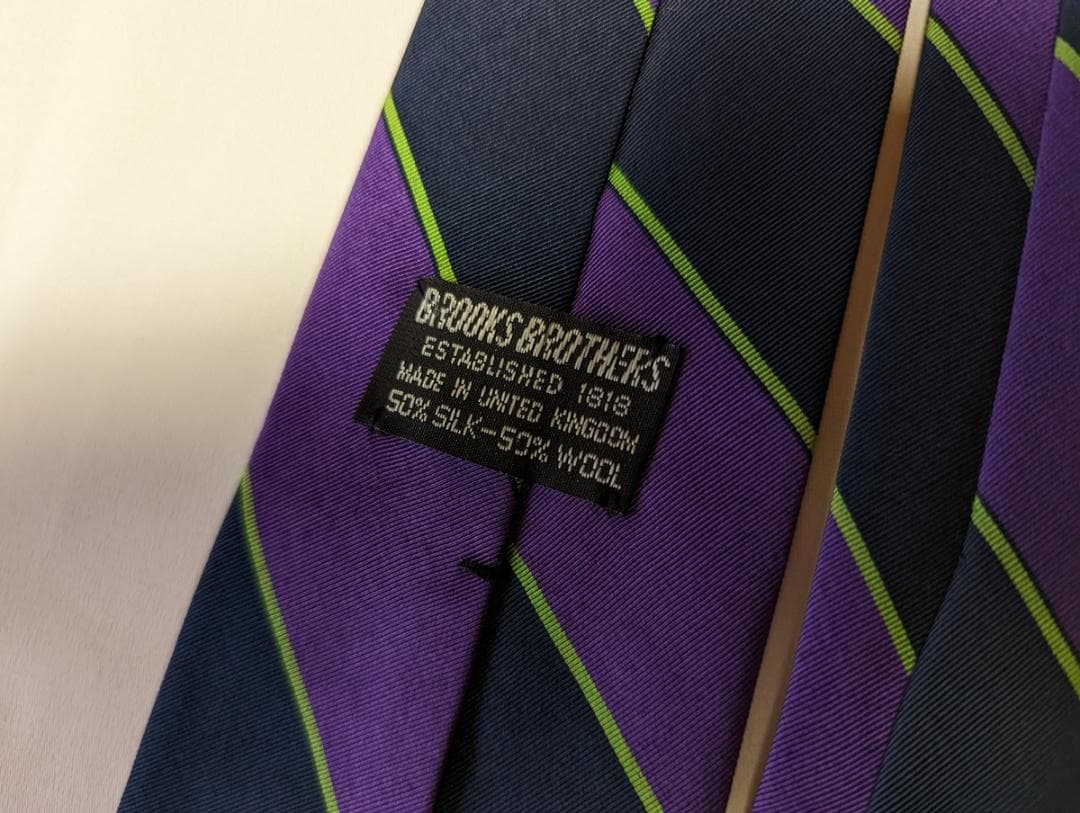 BROOKS BROTHERS
ESTABLISHED 1818
MADE IN UNITED KINGDOM
50% SILK-50% WOOL